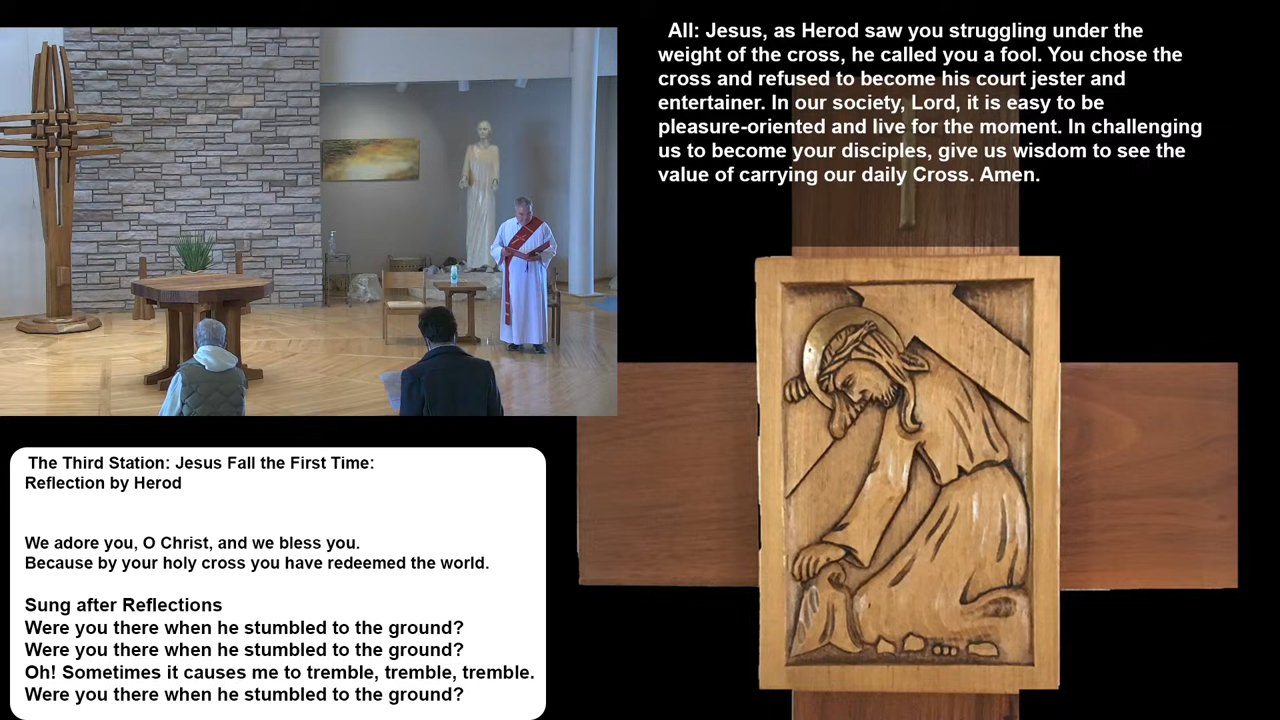 All: Jesus, as Herod saw you struggling under the
weight of the cross, he called you a fool. You chose the
cross and refused to become his court jester and
entertainer. In our society, Lord, it is easy to be
pleasure-oriented and live for the moment. In challenging
us to become your disciples, give us wisdom to see the
value of carrying our daily Cross. Amen.
The Third Station: Jesus Fall the First Time:
Reflection by Herod
We adore you, O Christ, and we bless you.
Because by your holy cross you have redeemed the world.
Sung after Reflections
Were you there when he stumbled to the ground?
Were you there when he stumbled to the ground?
Oh! Sometimes it causes me to tremble, tremble, tremble.
Were you there when he stumbled to the ground?